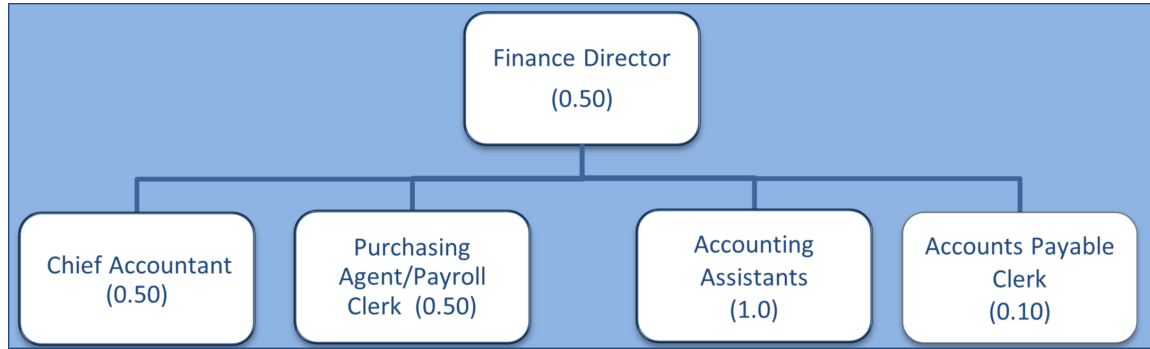 Finance Director
(0.50)
Chief Accountant
(0.50)
Purchasing
Agent/Payroll
Clerk (0.50)
Accounting
Assistants
(1.0)
Accounts Payable
Clerk
(0.10)